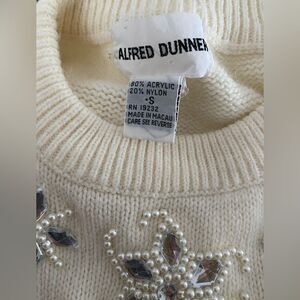 ALFRED DUNNER
80% ACRYLIC
20% NYLON
•S
RN 19232
MADE IN MACAU
CARE SEE REVERSE